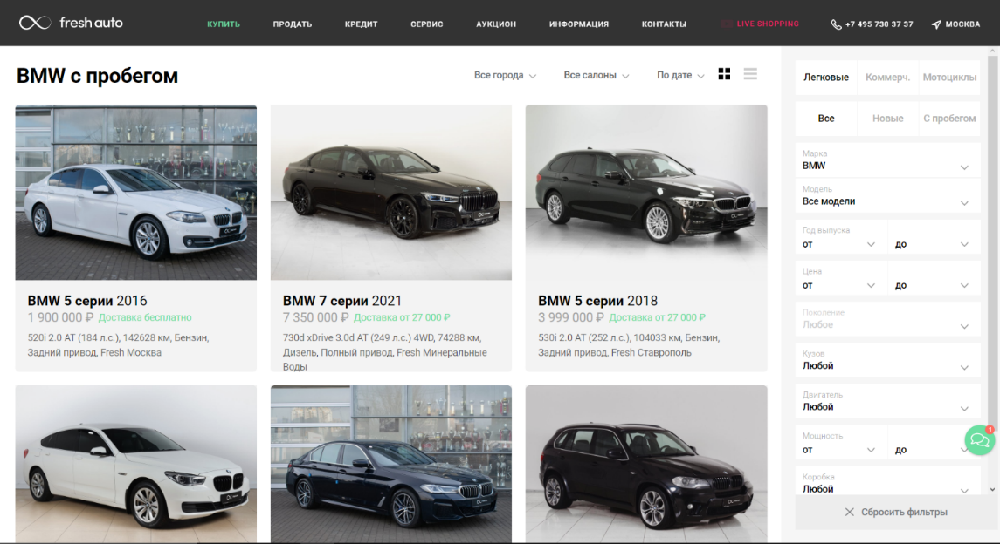 fresh auto
КУПИТЬ ПРОДАТЬ КРЕДИТ СЕРВИС АУКЦИОН ИНФОРМАЦИЯ КОНТАКТЫ LIVE SHOPPING +7 495 730 37 37 МОСКВА
BMW с пробегом
Все города Все салоны По дате
BMW 5 серии 2016
1 900 000 ₽ Доставка бесплатно
520i 2.0 AT (184 л.с.), 142628 км, Бензин,
Задний привод, Fresh Москва
BMW 7 серии 2021
7 350 000 ₽ Доставка от 27 000 ₽
730d xDrive 3.0d AT (249 л.с.) 4WD, 74288 км,
Дизель, Полный привод, Fresh Минеральные
Воды
BMW 5 серии 2018
3 999 000 ₽ Доставка от 27 000 ₽
530i 2.0 AT (252 л.с.), 104033 км, Бензин,
Задний привод, Fresh Ставрополь
Легковые Коммерч. Мотоциклы
Все Новые С пробегом
Марка
BMW
Модель
Все модели
Год выпуска
от до
Цена
от до
Поколение
Любое
Кузов
Любой
Двигатель
Любой
Мощность
от до
1
Коробка
Любой
Сбросить фильтры